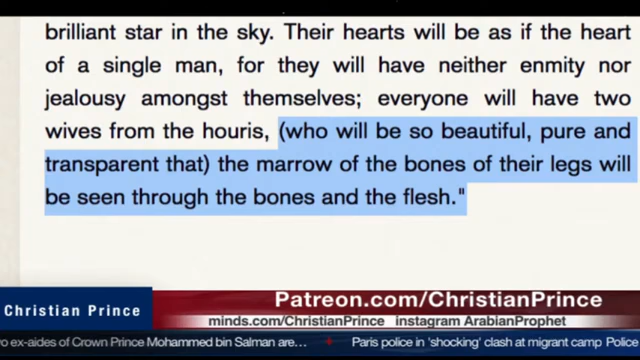 brilliant star in the sky. Their hearts will be as if the heart
of a single man, for they will have neither enmity nor
jealousy amongst themselves; everyone will have two
wives from the houris, (who will be so beautiful, pure and
transparent that) the marrow of the bones of their legs will
be seen through the bones and the flesh."
Christian Prince
Patreon.com/ChristianPrince
minds.com/ChristianPrince instagram ArabianProphet
ex-aides of Crown Prince Mohammed bin Salman are... Paris police in 'shocking' clash at migrant camp Police